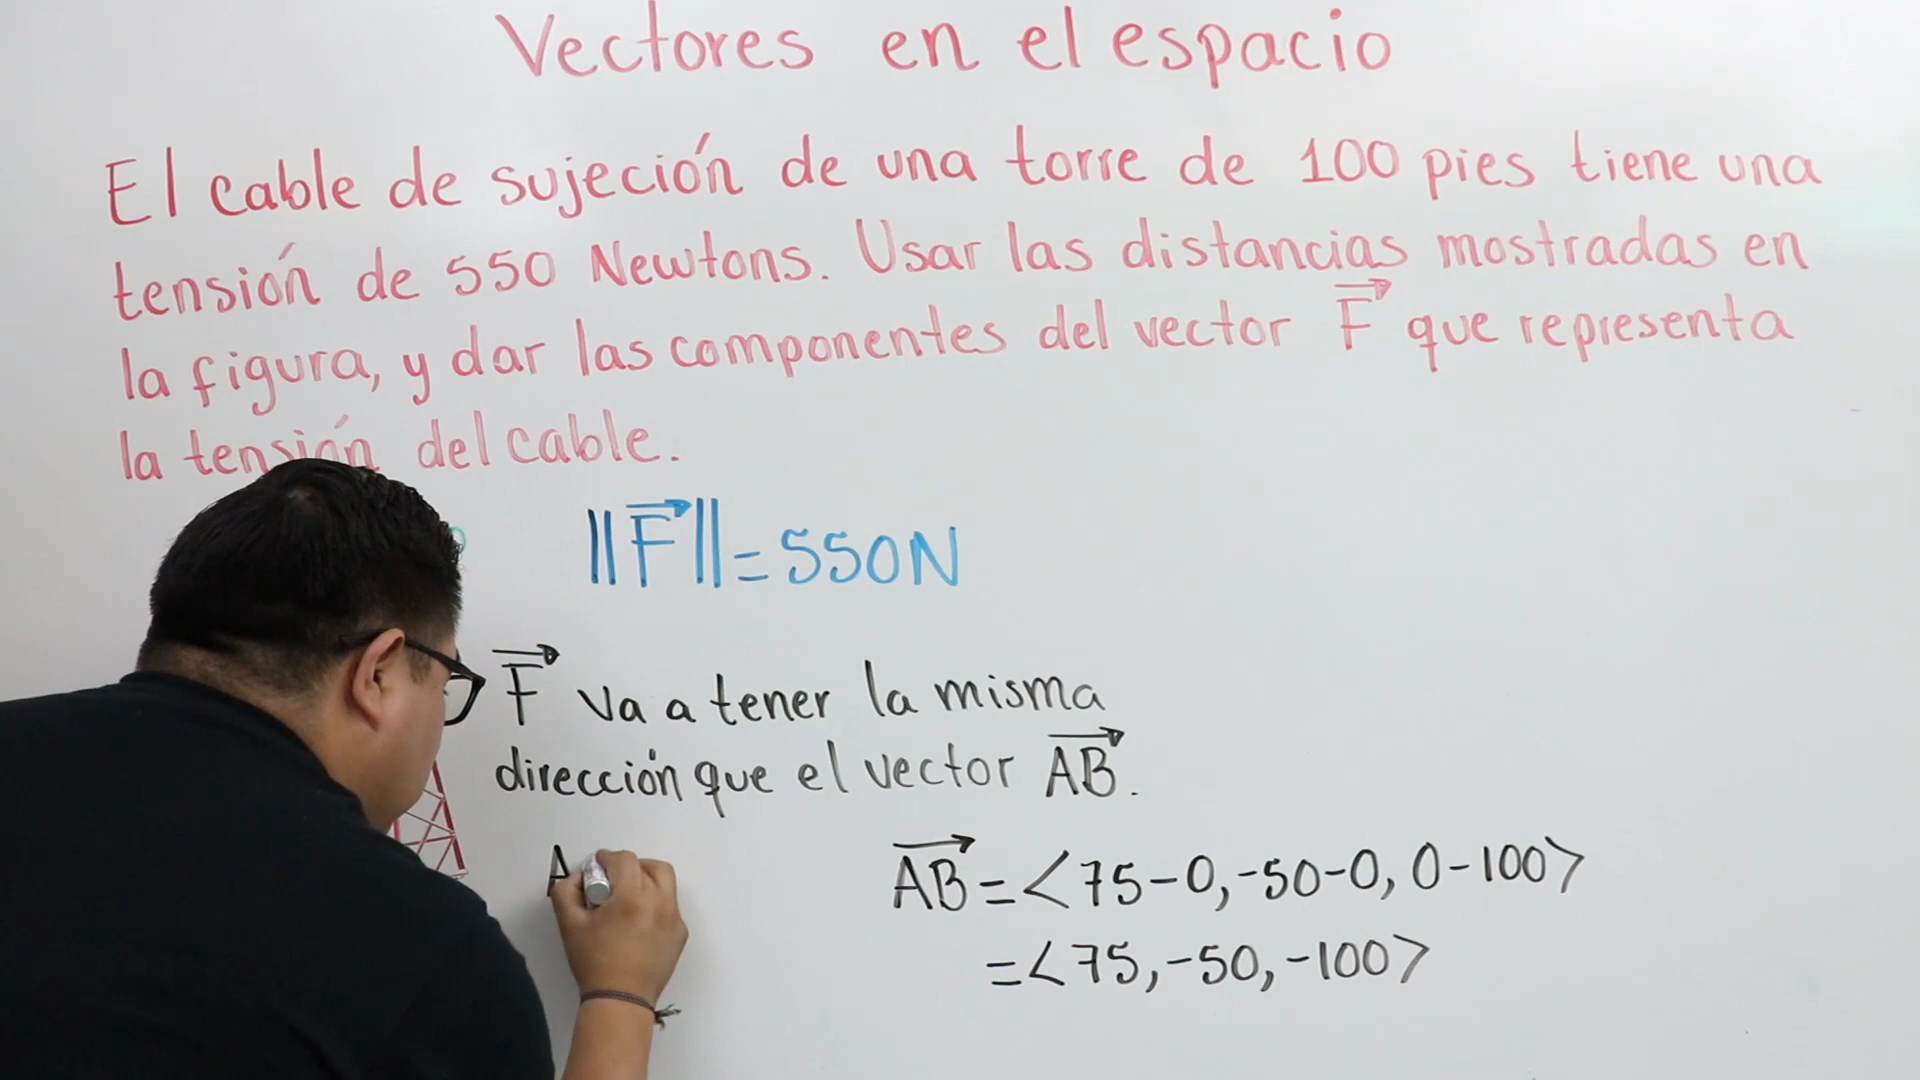 Vectores en el espacio
El cable de sujeción de una torre de 100 pies tiene una
tensión de 550 Newtons. Usar las distancias mostradas en
la figura, y dar las componentes del vector F⃗ que representa
la tensión del cable.
||F⃗|| = 550N
F⃗ va a tener la misma
dirección que el vector AB⃗.
A
AB⃗ = <75-0, -50-0, 0-100>
= <75, -50, -100>